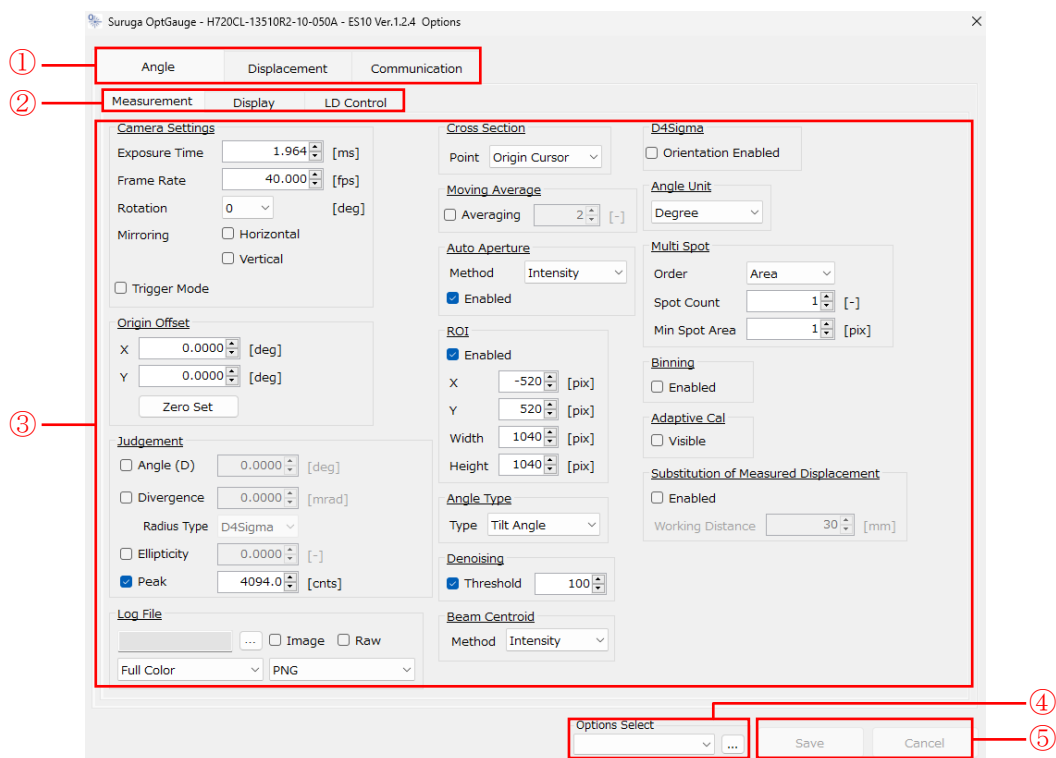 Suruga OptGauge - H720CL-13510R2-10-050A - ES10 Ver.1.2.4 Options
① Angle Displacement Communication
② Measurement Display LD Control
③
Camera Settings
Exposure Time 1.964 [ms]
Frame Rate 40.000 [fps]
Rotation 0 [deg]
Mirroring Horizontal
Vertical
Trigger Mode
Origin Offset
X 0.0000 [deg]
Y 0.0000 [deg]
Zero Set
Judgement
Angle (D) 0.0000 [deg]
Divergence 0.0000 [mrad]
Radius Type D4Sigma
Ellipticity 0.0000 [-]
Peak 4094.0 [cnts]
Log File
... Image Raw
Full Color PNG
Cross Section
Point Origin Cursor
Moving Average
Averaging 2 [-]
Auto Aperture
Method Intensity
Enabled
ROI
Enabled
X -520 [pix]
Y 520 [pix]
Width 1040 [pix]
Height 1040 [pix]
Angle Type
Type Tilt Angle
Denoising
Threshold 100
Beam Centroid
Method Intensity
D4Sigma
Orientation Enabled
Angle Unit
Degree
Multi Spot
Order Area
Spot Count 1 [-]
Min Spot Area 1 [pix]
Binning
Enabled
Adaptive Cal
Visible
Substitution of Measured Displacement
Enabled
Working Distance 30 [mm]
④
Options Select
...
Save Cancel
⑤